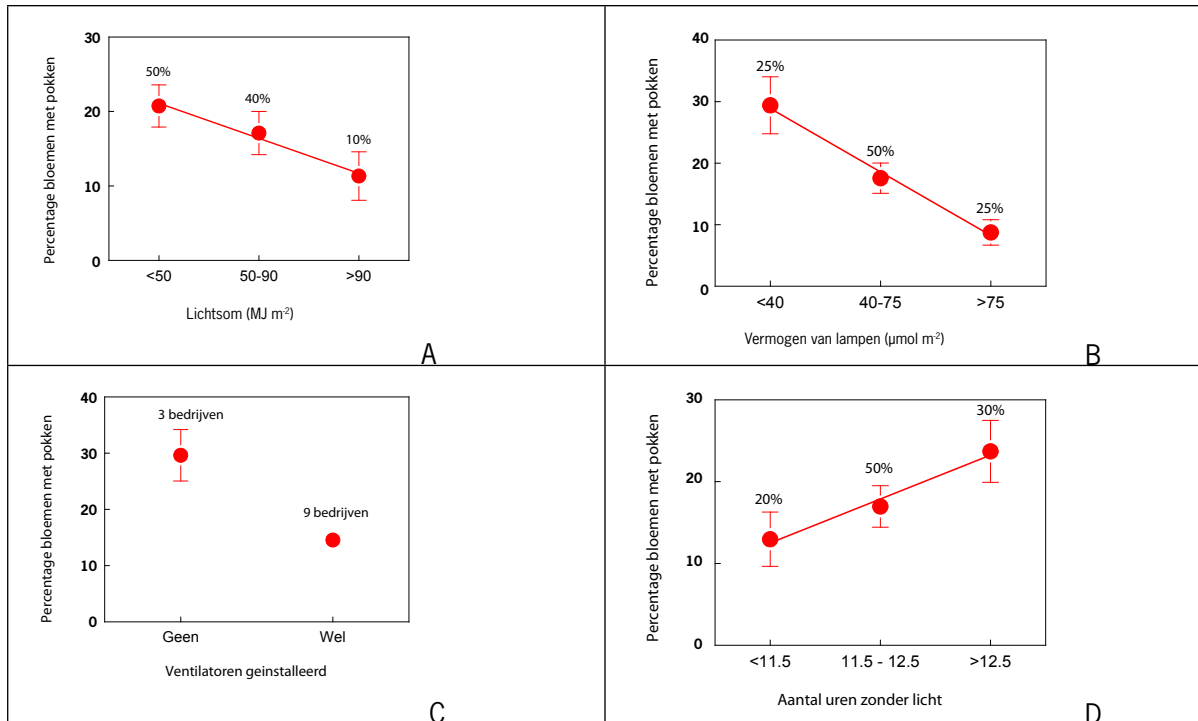 Percentage bloemen met pokken
30
20
10
0
50%
40%
10%
<50
50-90
>90
Lichtsom (MJ m-2)
A
Percentage bloemen met pokken
40
30
20
10
0
25%
50%
25%
<40
40-75
>75
Vermogen van lampen (µmol m-2)
B
Percentage bloemen met pokken
40
30
20
10
0
3 bedrijven
9 bedrijven
Geen
Wel
Ventilatoren geinstalleerd
C
Percentage bloemen met pokken
30
20
10
0
20%
50%
30%
<11.5
11.5 - 12.5
>12.5
Aantal uren zonder licht
D